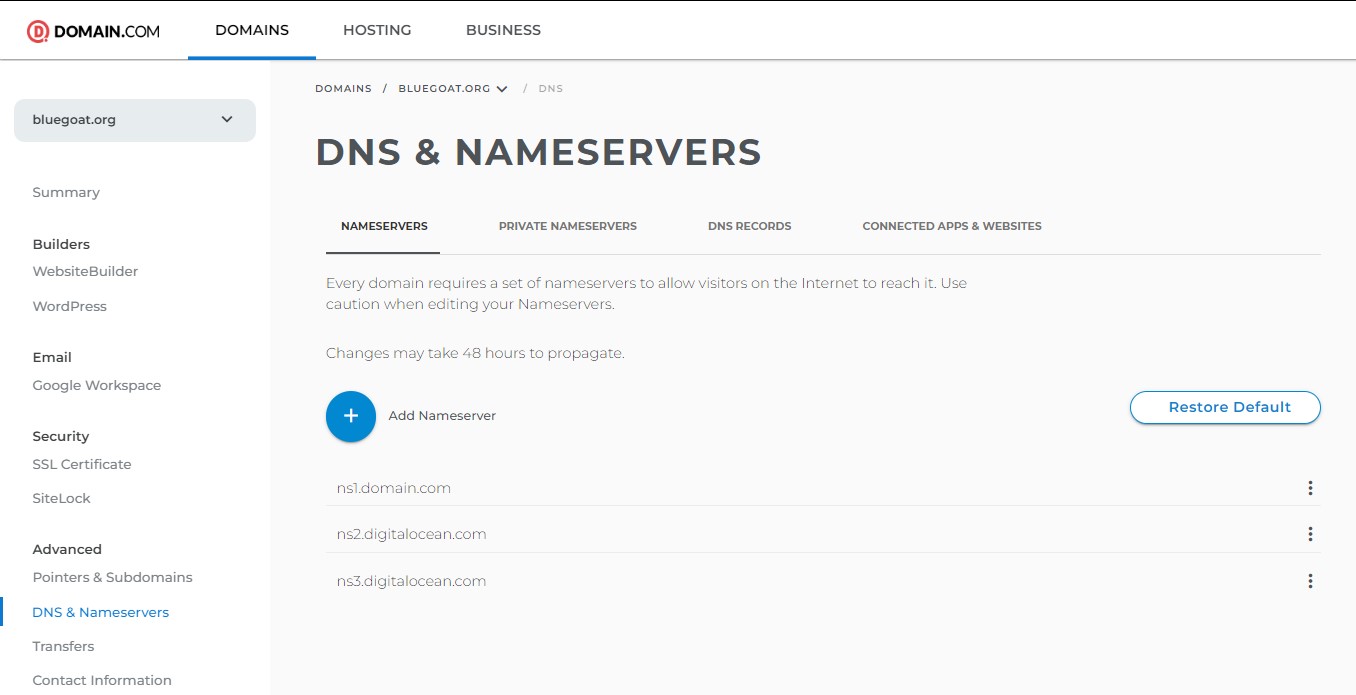 DOMAIN.COM
DOMAINS
HOSTING
BUSINESS
bluegoat.org
Summary
Builders
WebsiteBuilder
WordPress
Email
Google Workspace
Security
SSL Certificate
SiteLock
Advanced
Pointers & Subdomains
DNS & Nameservers
Transfers
Contact Information
DOMAINS / BLUEGOAT.ORG / DNS
DNS & NAMESERVERS
NAMESERVERS
PRIVATE NAMESERVERS
DNS RECORDS
CONNECTED APPS & WEBSITES
Every domain requires a set of nameservers to allow visitors on the Internet to reach it. Use
caution when editing your Nameservers.
Changes may take 48 hours to propagate.
+ Add Nameserver
Restore Default
ns1.domain.com
ns2.digitalocean.com
ns3.digitalocean.com